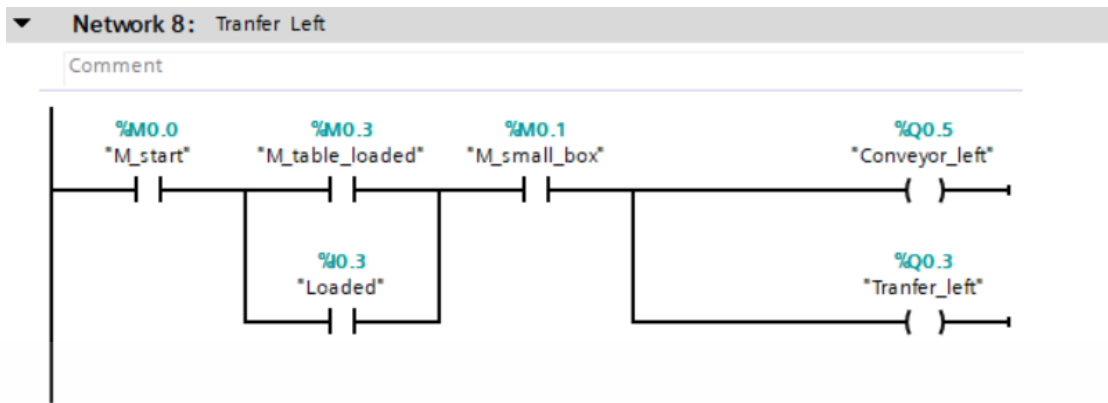 Network 8: Tranfer Left
Comment
%M0.0 %M0.3 %M0.1 %Q0.5
"M_start" "M_table_loaded" "M_small_box" "Conveyor_left"
%I0.3 %Q0.3
"Loaded" "Tranfer_left"